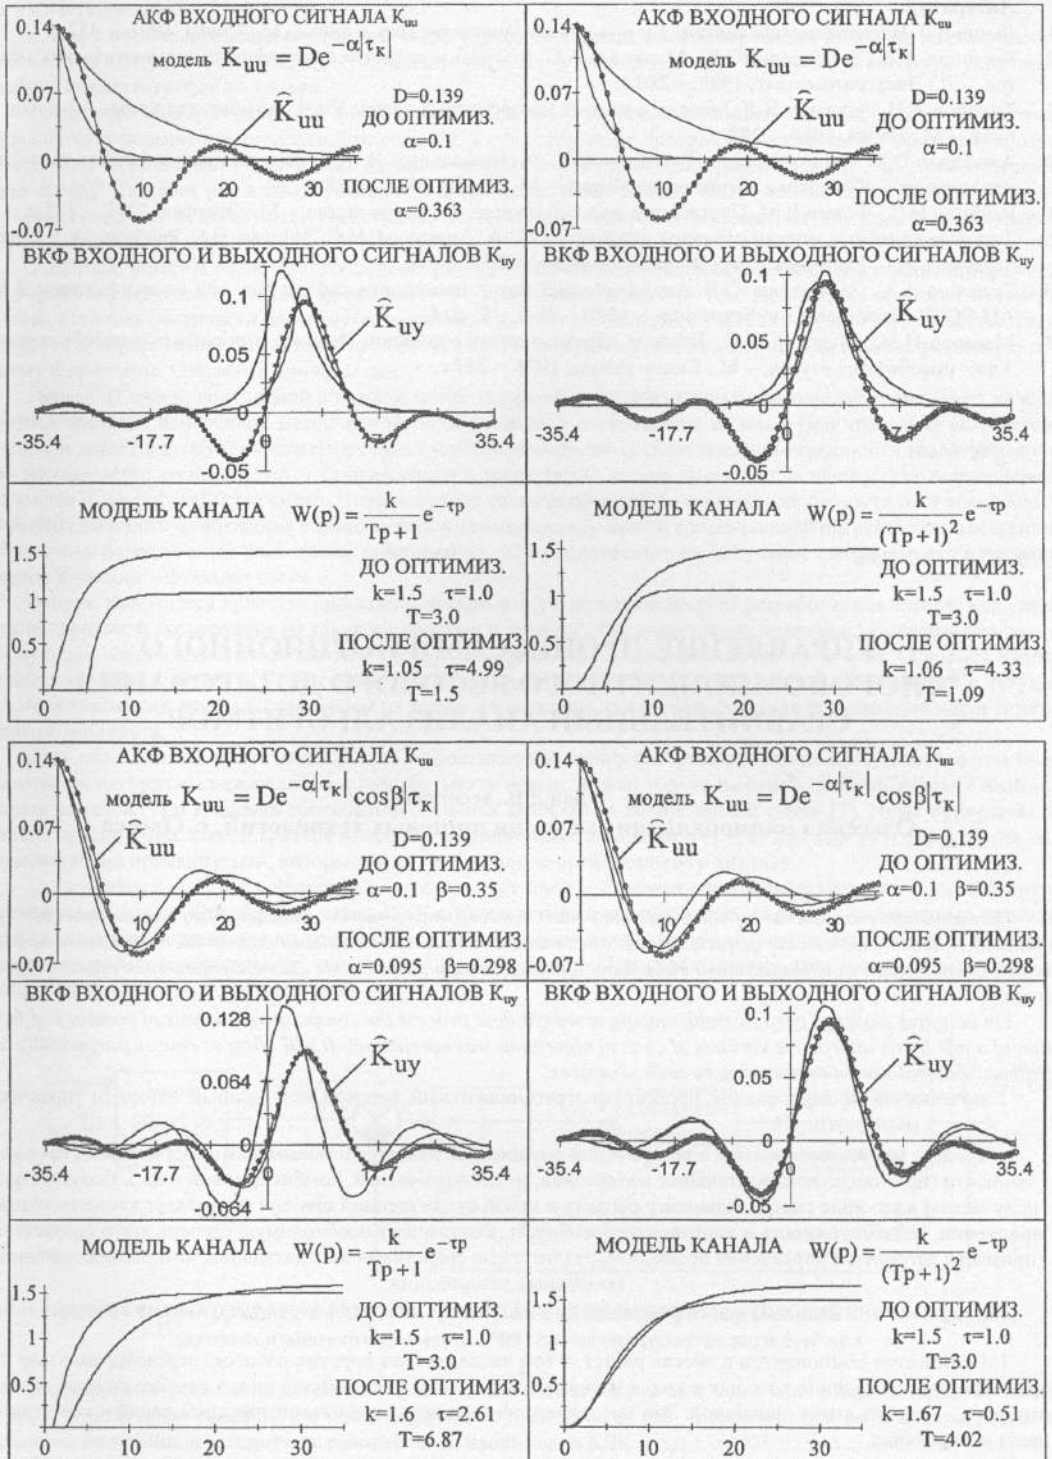 АКФ ВХОДНОГО СИГНАЛА Kuu
0.14
модель Kuu = De^−α|τк|
0.07
K̂uu
D=0.139
ДО ОПТИМИЗ.
α=0.1
0
10 20 30
ПОСЛЕ ОПТИМИЗ.
α=0.363
-0.07
АКФ ВХОДНОГО СИГНАЛА Kuu
0.14
модель Kuu = De^−α|τк|
0.07
K̂uu
D=0.139
ДО ОПТИМИЗ.
α=0.1
0
10 20 30
ПОСЛЕ ОПТИМИЗ.
α=0.363
-0.07
ВКФ ВХОДНОГО И ВЫХОДНОГО СИГНАЛОВ Kuy
0.1
K̂uy
0.05
-35.4 -17.7 0 35.4
-0.05
ВКФ ВХОДНОГО И ВЫХОДНОГО СИГНАЛОВ Kuy
0.1
K̂uy
0.05
-35.4 -17.7 0 17.7 35.4
-0.05
МОДЕЛЬ КАНАЛА W(p) = k/(Tp+1) e^−τp
1.5
ДО ОПТИМИЗ.
1
k=1.5 τ=1.0
T=3.0
0.5
ПОСЛЕ ОПТИМИЗ.
k=1.05 τ=4.99
T=1.5
0 10 20 30
МОДЕЛЬ КАНАЛА W(p) = k/(Tp+1)² e^−τp
1.5
ДО ОПТИМИЗ.
1
k=1.5 τ=1.0
T=3.0
0.5
ПОСЛЕ ОПТИМИЗ.
k=1.06 τ=4.33
T=1.09
0 10 20 30
АКФ ВХОДНОГО СИГНАЛА Kuu
0.14
модель Kuu = De^−α|τк| cosβ|τк|
0.07
K̂uu
D=0.139
ДО ОПТИМИЗ.
0
α=0.1 β=0.35
10 20 30
ПОСЛЕ ОПТИМИЗ.
-0.07
α=0.095 β=0.298
АКФ ВХОДНОГО СИГНАЛА Kuu
0.14
модель Kuu = De^−α|τк| cosβ|τк|
0.07
K̂uu
D=0.139
ДО ОПТИМИЗ.
0
α=0.1 β=0.35
10 20 30
ПОСЛЕ ОПТИМИЗ.
-0.07
α=0.095 β=0.298
ВКФ ВХОДНОГО И ВЫХОДНОГО СИГНАЛОВ Kuy
0.128
K̂uy
0.064
-35.4 -17.7 0 35.4
-0.064
ВКФ ВХОДНОГО И ВЫХОДНОГО СИГНАЛОВ Kuy
0.1
K̂uy
0.05
-35.4 -17.7 0 17.7 35.4
-0.05
МОДЕЛЬ КАНАЛА W(p) = k/(Tp+1) e^−τp
1.5
ДО ОПТИМИЗ.
1
k=1.5 τ=1.0
T=3.0
0.5
ПОСЛЕ ОПТИМИЗ.
k=1.6 τ=2.61
T=6.87
0 10 20 30
МОДЕЛЬ КАНАЛА W(p) = k/(Tp+1)² e^−τp
1.5
ДО ОПТИМИЗ.
1
k=1.5 τ=1.0
T=3.0
0.5
ПОСЛЕ ОПТИМИЗ.
k=1.67 τ=0.51
T=4.02
0 10 20 30